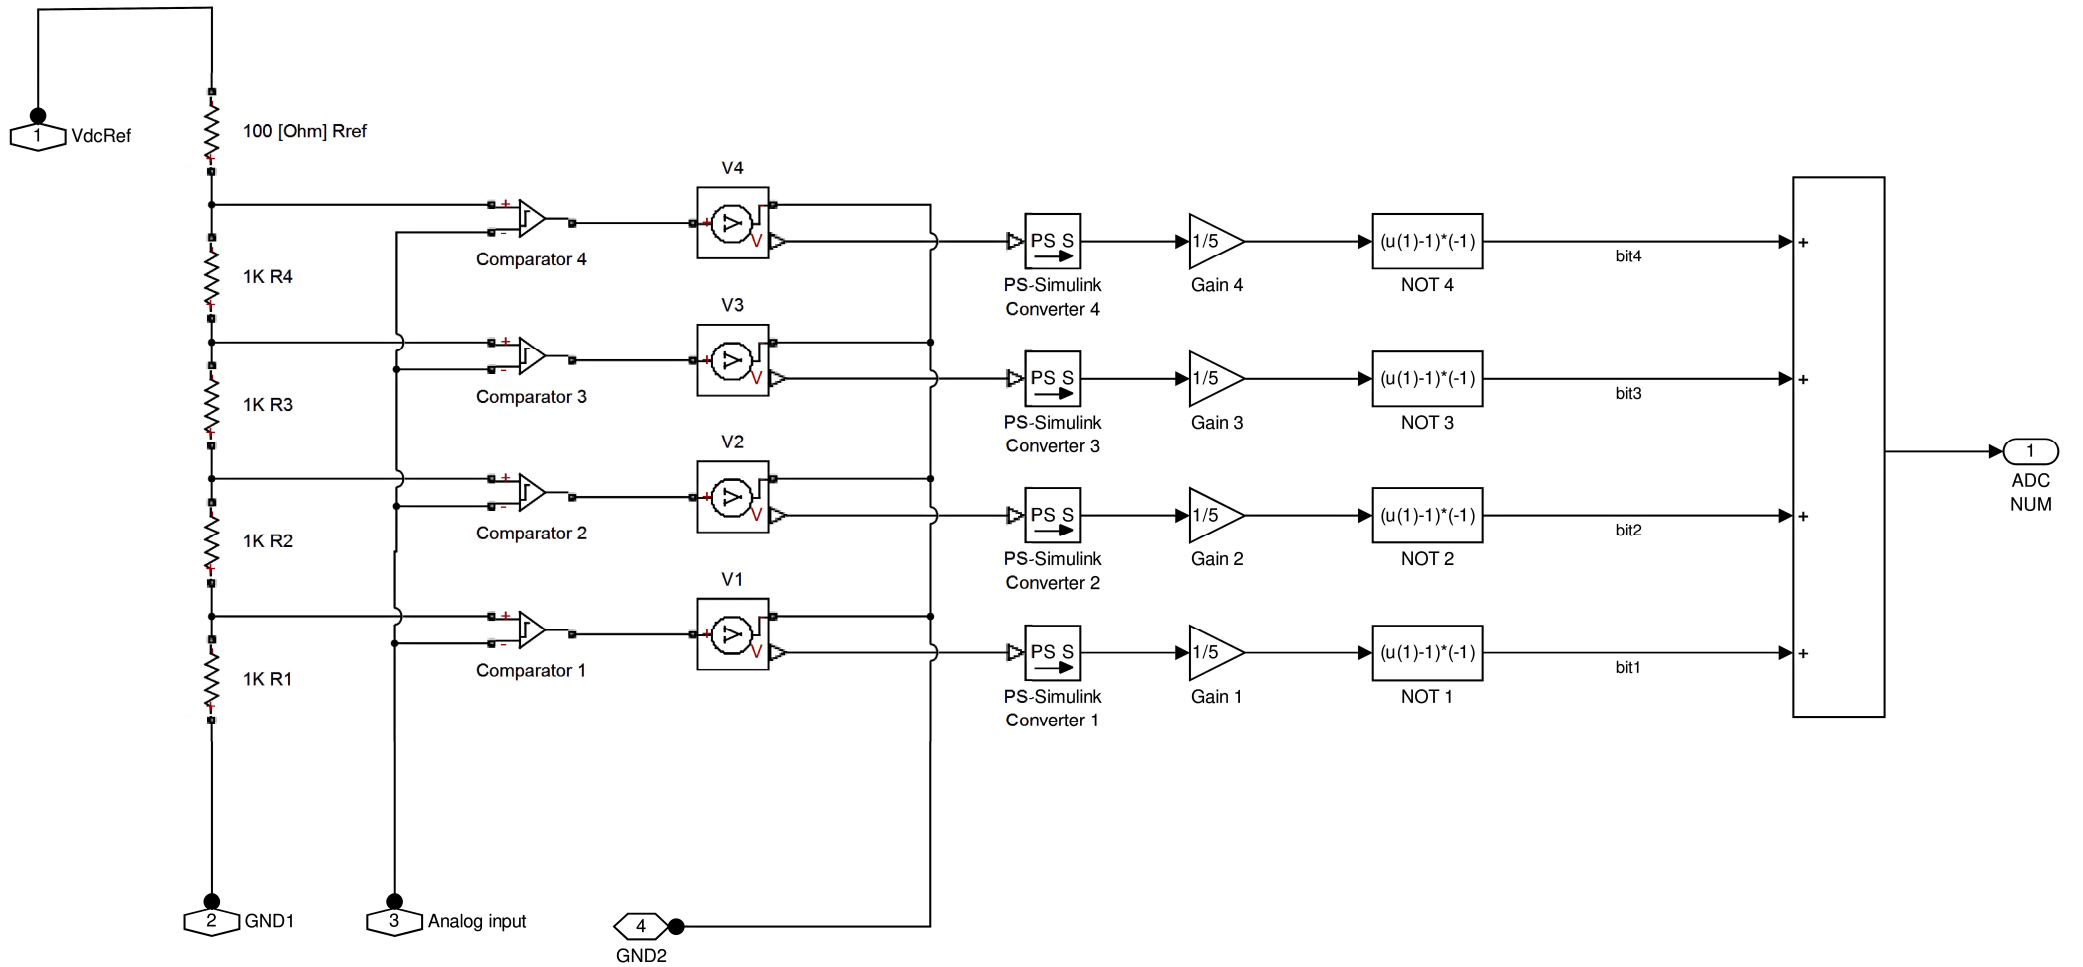 1 VdcRef
100 [Ohm] Rref
V4
+
-
+
V
PS S
1/5
(u(1)-1)*(-1)
bit4
+
Comparator 4
1K R4
PS-Simulink
Converter 4
Gain 4
NOT 4
V3
+
-
+
V
PS S
1/5
(u(1)-1)*(-1)
bit3
+
Comparator 3
1K R3
PS-Simulink
Converter 3
Gain 3
NOT 3
1
ADC
NUM
V2
+
-
+
V
PS S
1/5
(u(1)-1)*(-1)
bit2
+
Comparator 2
1K R2
PS-Simulink
Converter 2
Gain 2
NOT 2
V1
+
-
+
V
PS S
1/5
(u(1)-1)*(-1)
bit1
+
Comparator 1
1K R1
PS-Simulink
Converter 1
Gain 1
NOT 1
2 GND1
3 Analog input
4
GND2